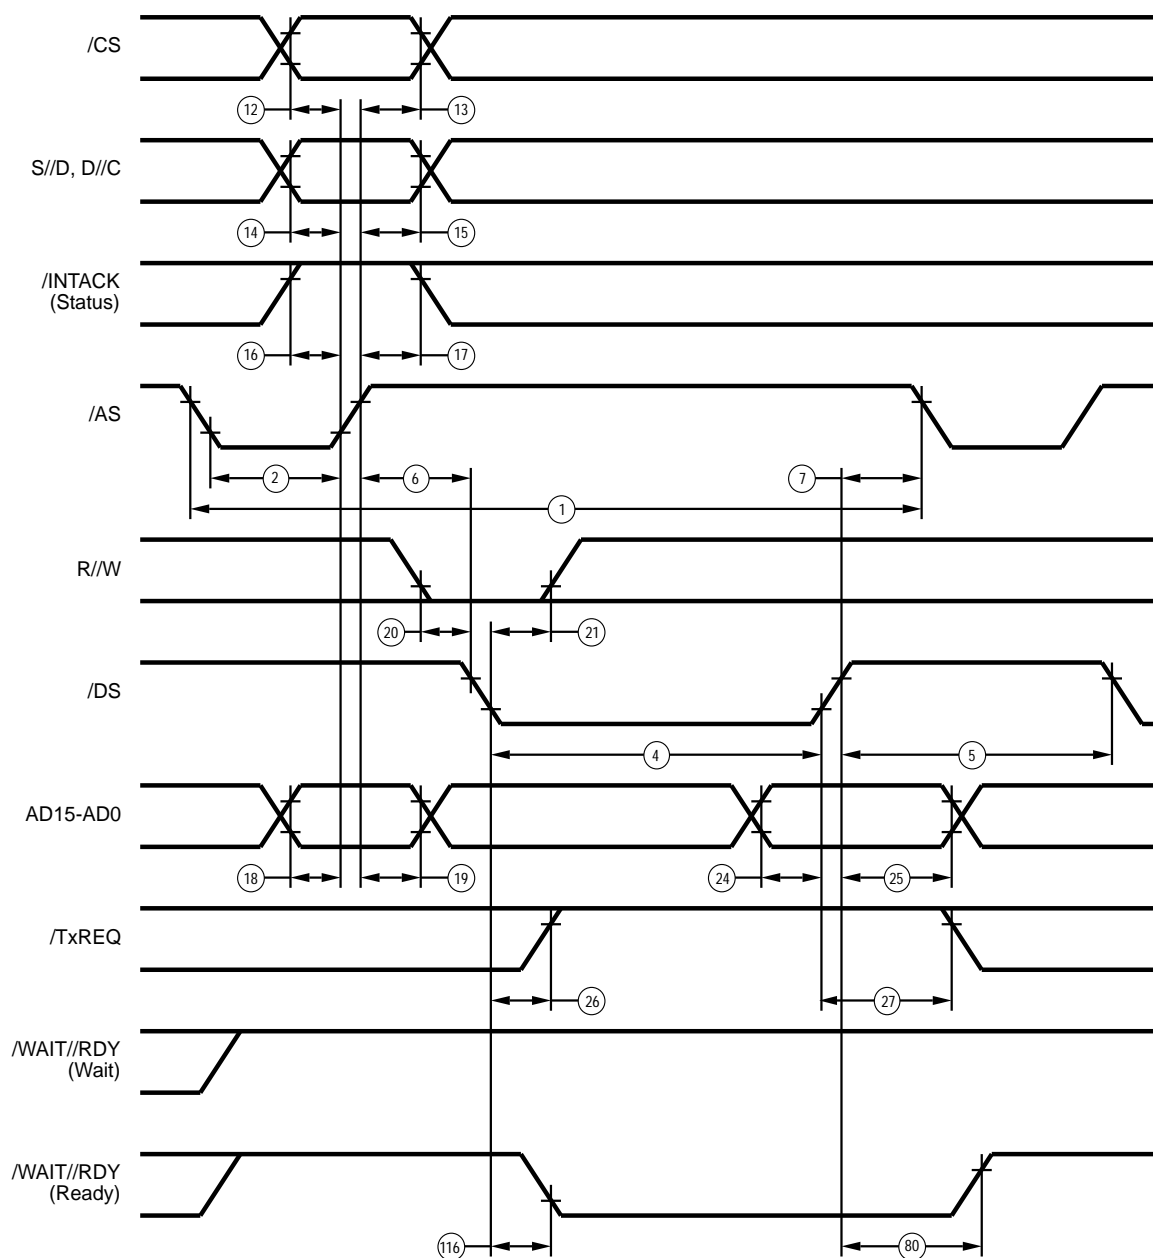 /CS
12
13
S//D, D//C
14
15
/INTACK
(Status)
16
17
/AS
2
6
7
1
R//W
20
21
/DS
4
5
AD15-AD0
18
19
24
25
/TxREQ
26
27
/WAIT//RDY
(Wait)
/WAIT//RDY
(Ready)
116
80